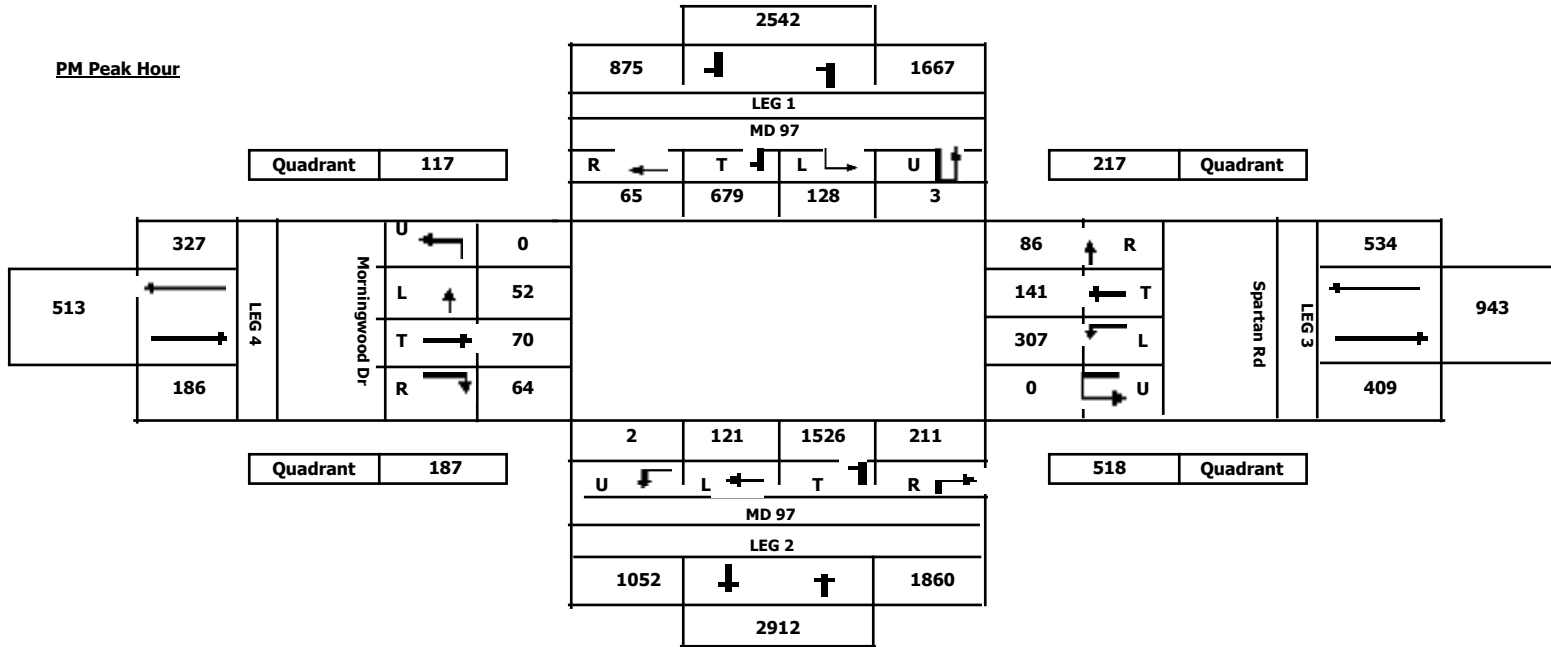 2542
PM Peak Hour
875 1667
LEG 1
MD 97
Quadrant 117
R T L U
217 Quadrant
65 679 128 3
327
U 0
86 R
534
513
LEG 4
Morningwood Dr
L 52
141 T
Spartan Rd
LEG 3
943
T 70
307 L
186
R 64
0 U
409
2 121 1526 211
Quadrant 187
518 Quadrant
U L T R
MD 97
LEG 2
1052 1860
2912